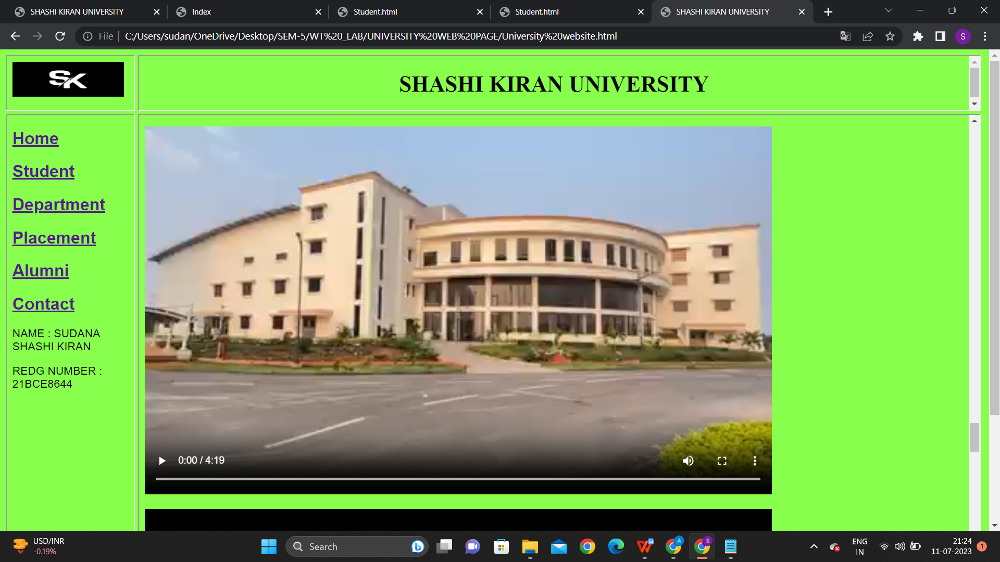 SHASHI KIRAN UNIVERSITY
Index
Student.html
Student.html
SHASHI KIRAN UNIVERSITY
File
C:/Users/sudan/OneDrive/Desktop/SEM-5/WT%20_LAB/UNIVERSITY%20WEB%20PAGE/University%20website.html
S
SK
SHASHI KIRAN UNIVERSITY
Home
Student
Department
Placement
Alumni
Contact
NAME : SUDANA
SHASHI KIRAN
REDG NUMBER :
21BCE8644
0:00 / 4:19
USD/INR
-0.19%
Search
A
S
ENG
IN
21:24
11-07-2023
1